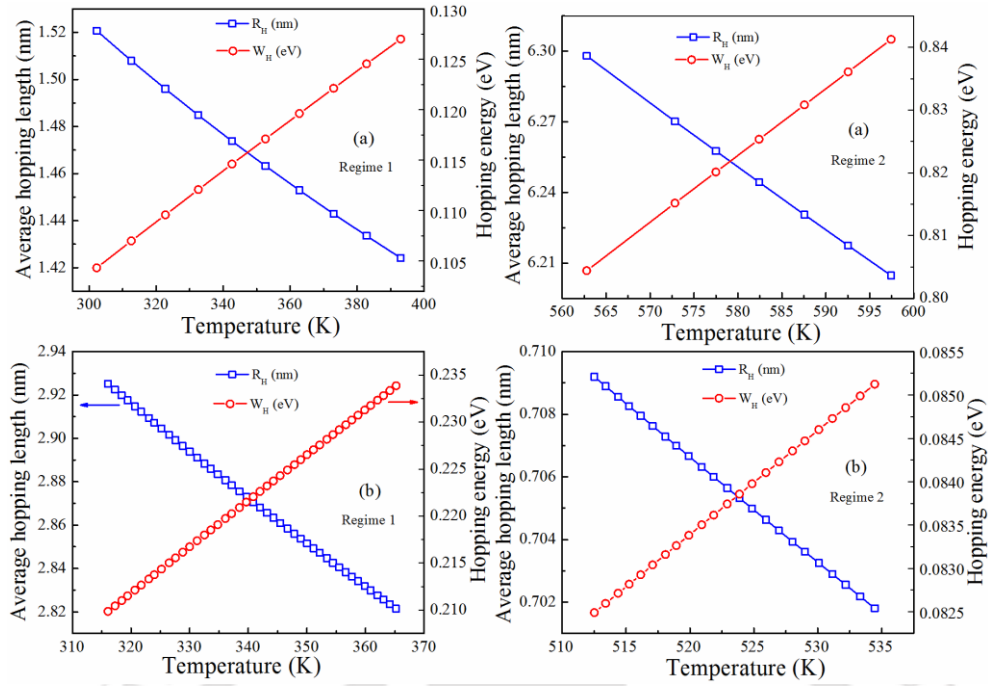 Average hopping length (nm)
1.52
1.50
1.48
1.46
1.44
1.42
R_H (nm)
W_H (eV)
(a)
Regime 1
0.130
0.125
0.120
0.115
0.110
0.105
Hopping energy (eV)
300 320 340 360 380 400
Temperature (K)
Average hopping length (nm)
6.30
6.27
6.24
6.21
R_H (nm)
W_H (eV)
(a)
Regime 2
0.84
0.83
0.82
0.81
0.80
Hopping energy (eV)
560 565 570 575 580 585 590 595 600
Temperature (K)
Average hopping length (nm)
2.94
2.92
2.90
2.88
2.86
2.84
2.82
R_H (nm)
W_H (eV)
(b)
Regime 1
0.235
0.230
0.225
0.220
0.215
0.210
Hopping energy (eV)
310 320 330 340 350 360 370
Temperature (K)
Average hopping length (nm)
0.710
0.708
0.706
0.704
0.702
R_H (nm)
W_H (eV)
(b)
Regime 2
0.0855
0.0850
0.0845
0.0840
0.0835
0.0830
0.0825
Hopping energy (eV)
510 515 520 525 530 535
Temperature (K)